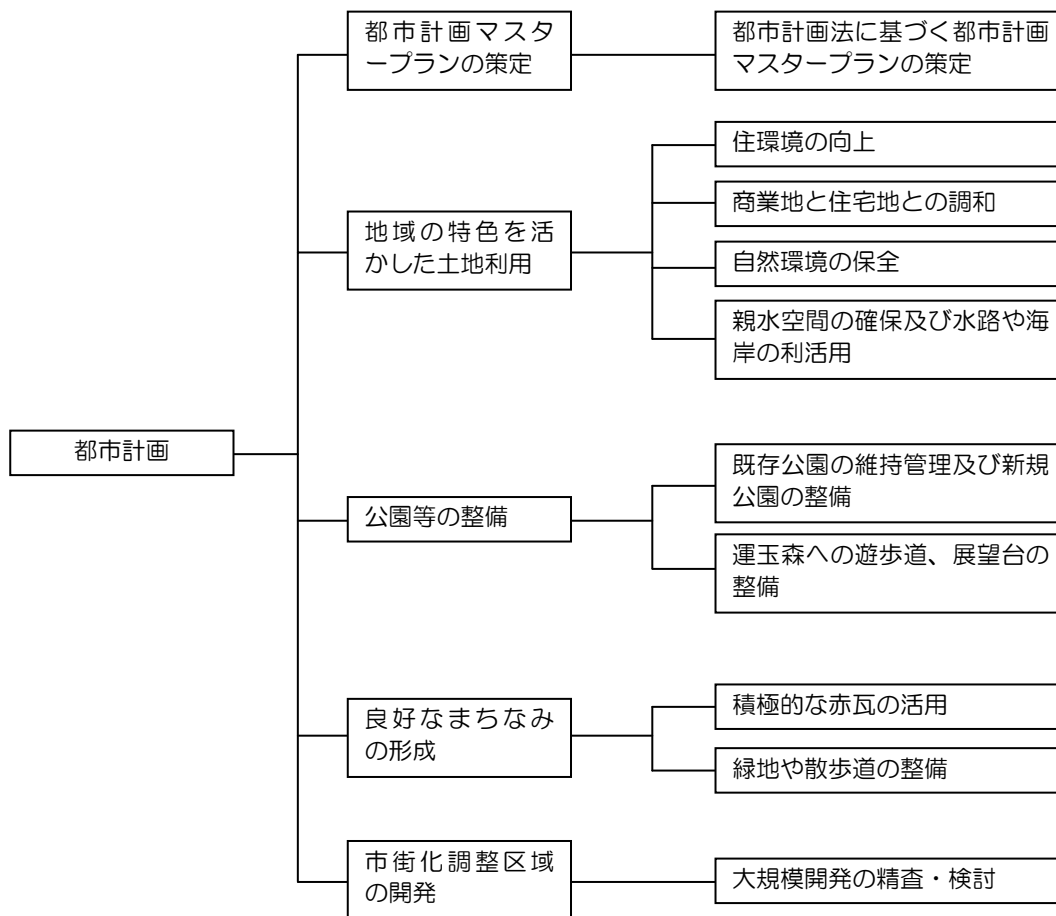 都市計画マスタ
ープランの策定
都市計画法に基づく都市計画
マスタープランの策定
住環境の向上
商業地と住宅地との調和
地域の特色を活
かした土地利用
自然環境の保全
親水空間の確保及び水路や海
岸の利活用
都市計画
既存公園の維持管理及び新規
公園の整備
公園等の整備
運玉森への遊歩道、展望台の
整備
良好なまちなみ
の形成
積極的な赤瓦の活用
緑地や散歩道の整備
市街化調整区域
の開発
大規模開発の精査・検討